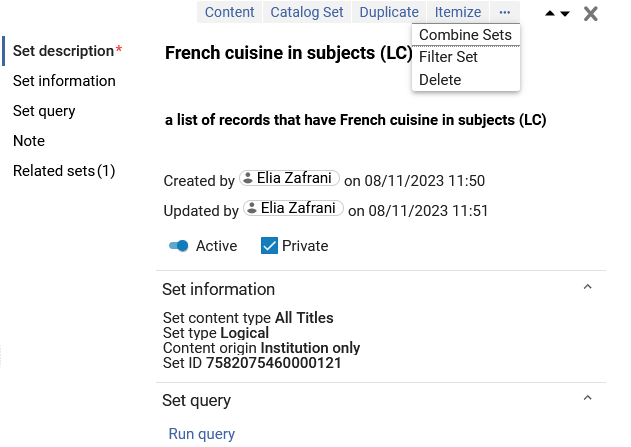 Content Catalog Set Duplicate Itemize ...
Combine Sets
Filter Set
Delete
Set description*
Set information
Set query
Note
Related sets (1)
French cuisine in subjects (LC)
a list of records that have French cuisine in subjects (LC)
Created by Elia Zafrani on 08/11/2023 11:50
Updated by Elia Zafrani on 08/11/2023 11:51
Active Private
Set information
Set content type All Titles
Set type Logical
Content origin Institution only
Set ID 7582075460000121
Set query
Run query